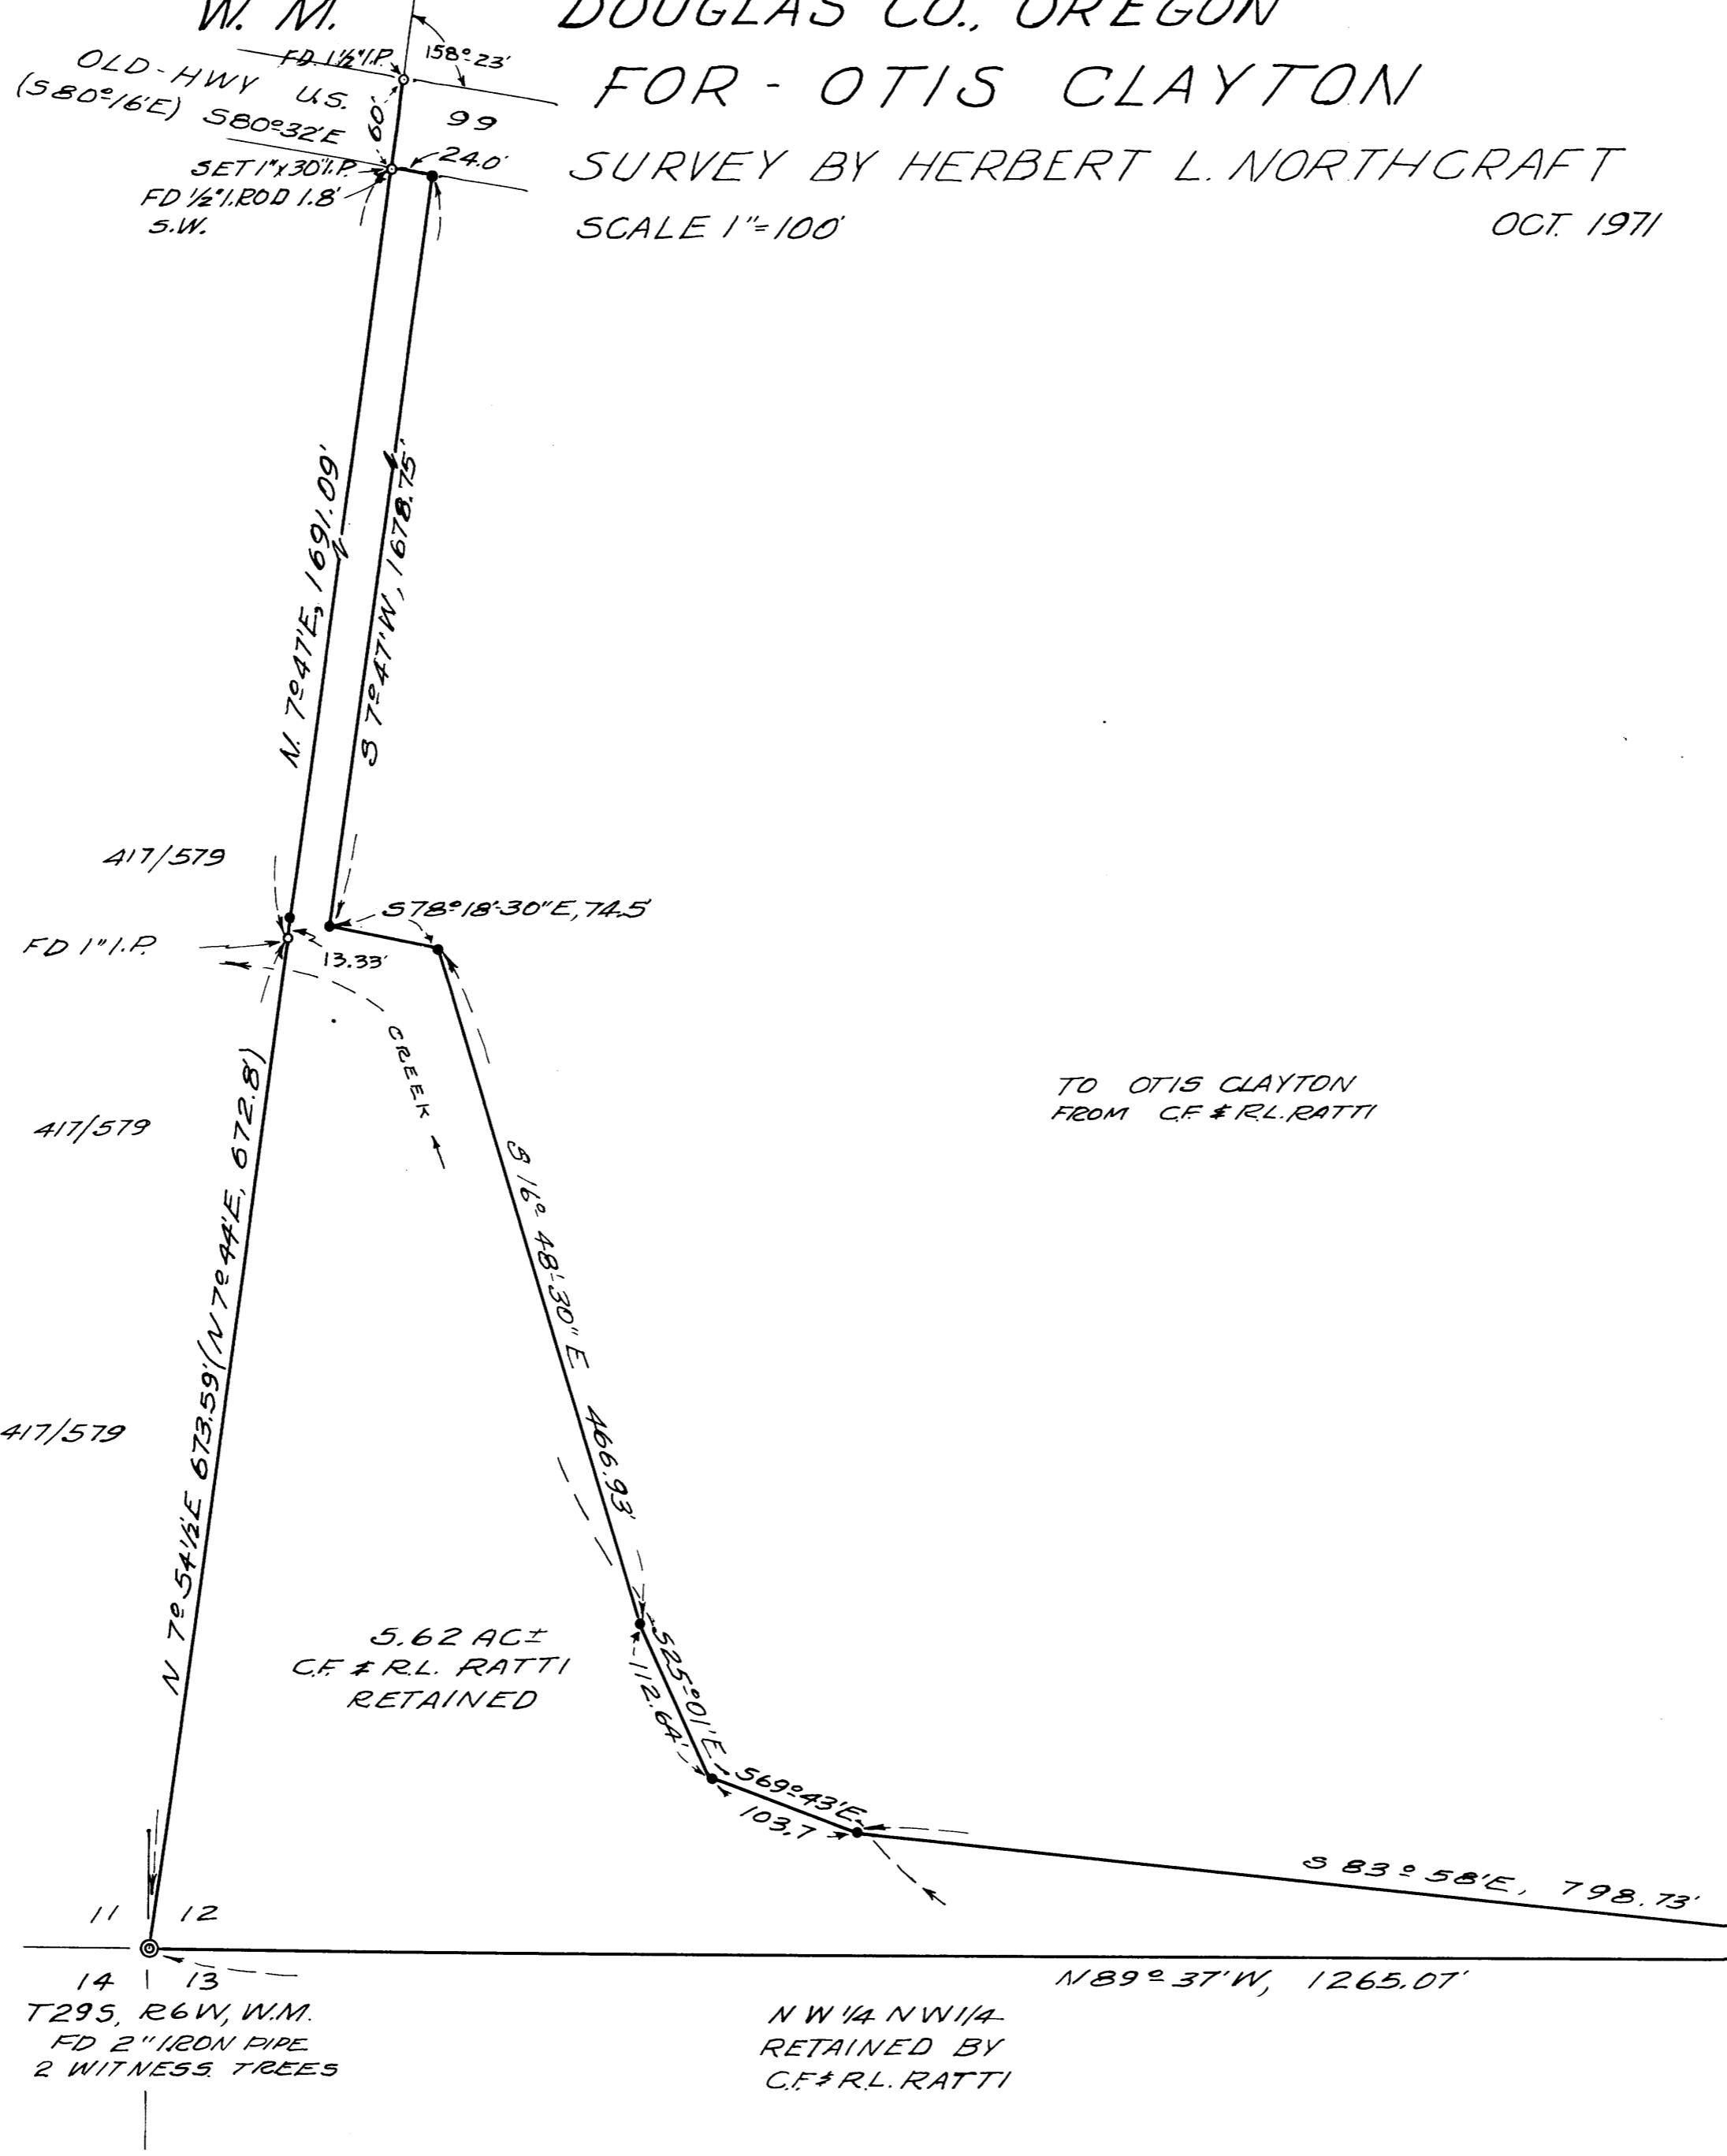 W. M.
DOUGLAS CO., OREGON
FOR - OTIS CLAYTON
SURVEY BY HERBERT L. NORTHCRAFT
SCALE 1"=100'
OCT. 1971
FD. 1½" I.P.
158°-23'
OLD - HWY U.S. 99
(S80°16'E) S80°32'E
60'
24.0'
SET 1"x30" I.P.
FD ½" I.ROD 1.8'
S.W.
N. 7°47'E, 1691.09'
S 7°47'W, 1678.75'
417/579
S78°18'-30"E, 74.5'
FD 1" I.P.
13.33'
CREEK
TO OTIS CLAYTON
FROM C.F. & R.L. RATTI
417/579
N 7°54½'E 673.59' (N 7°44'E, 672.8')
S 16° 48'-30" E 466.93'
417/579
5.62 AC±
C.F. & R.L. RATTI
RETAINED
S25°01'E,
112.64'
S69°43'E,
103.7
S 83° 58'E, 798.73'
11 12
14 13
N89°37'W, 1265.07'
T29S, R6W, W.M.
FD 2" IRON PIPE
2 WITNESS TREES
NW 1/4 NW 1/4
RETAINED BY
C.F. & R.L. RATTI